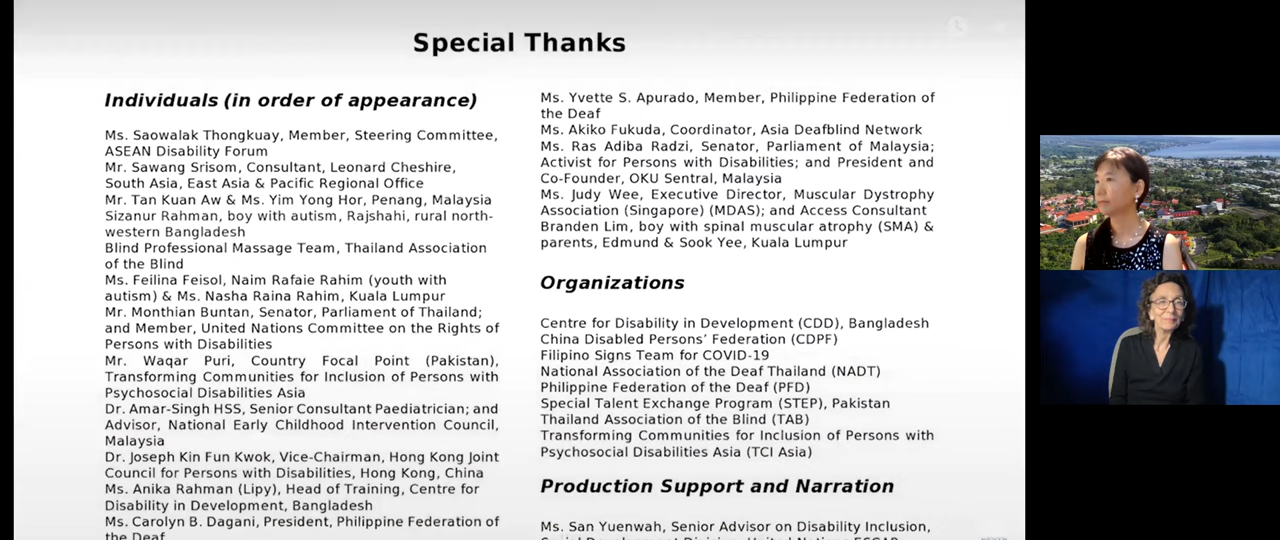 Special Thanks
Individuals (in order of appearance)
Ms. Saowalak Thongkuay, Member, Steering Committee,
ASEAN Disability Forum
Mr. Sawang Srisom, Consultant, Leonard Cheshire,
South Asia, East Asia & Pacific Regional Office
Mr. Tan Kuan Aw & Ms. Yim Yong Hor, Penang, Malaysia
Sizanur Rahman, boy with autism, Rajshahi, rural north-
western Bangladesh
Blind Professional Massage Team, Thailand Association
of the Blind
Ms. Feilina Feisol, Naim Rafaie Rahim (youth with
autism) & Ms. Nasha Raina Rahim, Kuala Lumpur
Mr. Monthian Buntan, Senator, Parliament of Thailand;
and Member, United Nations Committee on the Rights of
Persons with Disabilities
Mr. Waqar Puri, Country Focal Point (Pakistan),
Transforming Communities for Inclusion of Persons with
Psychosocial Disabilities Asia
Dr. Amar-Singh HSS, Senior Consultant Paediatrician; and
Advisor, National Early Childhood Intervention Council,
Malaysia
Dr. Joseph Kin Fun Kwok, Vice-Chairman, Hong Kong Joint
Council for Persons with Disabilities, Hong Kong, China
Ms. Anika Rahman (Lipy), Head of Training, Centre for
Disability in Development, Bangladesh
Ms. Carolyn B. Dagani, President, Philippine Federation of
the Deaf
Ms. Yvette S. Apurado, Member, Philippine Federation of
the Deaf
Ms. Akiko Fukuda, Coordinator, Asia Deafblind Network
Ms. Ras Adiba Radzi, Senator, Parliament of Malaysia;
Activist for Persons with Disabilities; and President and
Co-Founder, OKU Sentral, Malaysia
Ms. Judy Wee, Executive Director, Muscular Dystrophy
Association (Singapore) (MDAS); and Access Consultant
Branden Lim, boy with spinal muscular atrophy (SMA) &
parents, Edmund & Sook Yee, Kuala Lumpur
Organizations
Centre for Disability in Development (CDD), Bangladesh
China Disabled Persons’ Federation (CDPF)
Filipino Signs Team for COVID-19
National Association of the Deaf Thailand (NADT)
Philippine Federation of the Deaf (PFD)
Special Talent Exchange Program (STEP), Pakistan
Thailand Association of the Blind (TAB)
Transforming Communities for Inclusion of Persons with
Psychosocial Disabilities Asia (TCI Asia)
Production Support and Narration
Ms. San Yuenwah, Senior Advisor on Disability Inclusion,